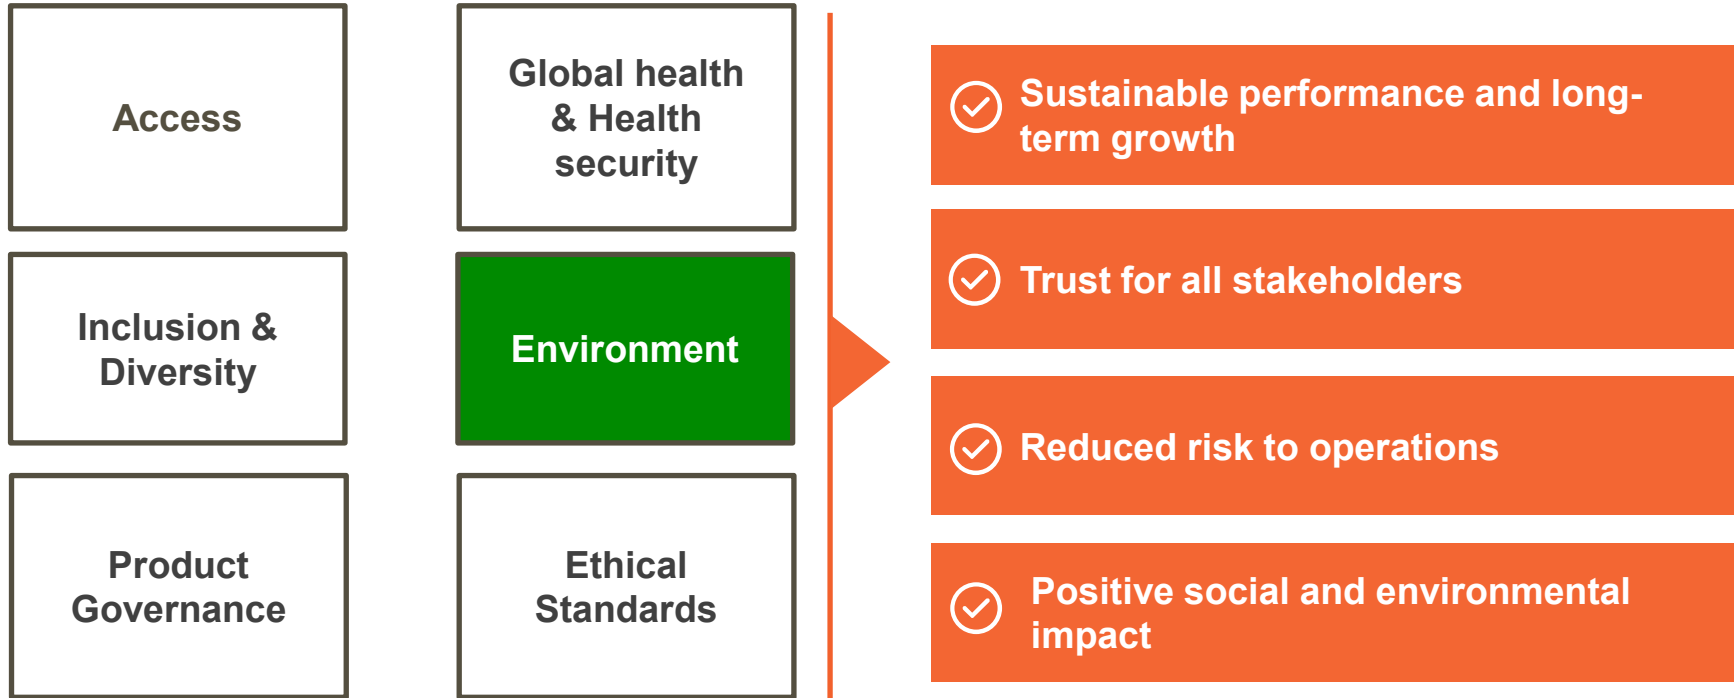 Access
Global health
& Health
security
Inclusion &
Diversity
Environment
Product
Governance
Ethical
Standards
Sustainable performance and long-
term growth
Trust for all stakeholders
Reduced risk to operations
Positive social and environmental
impact